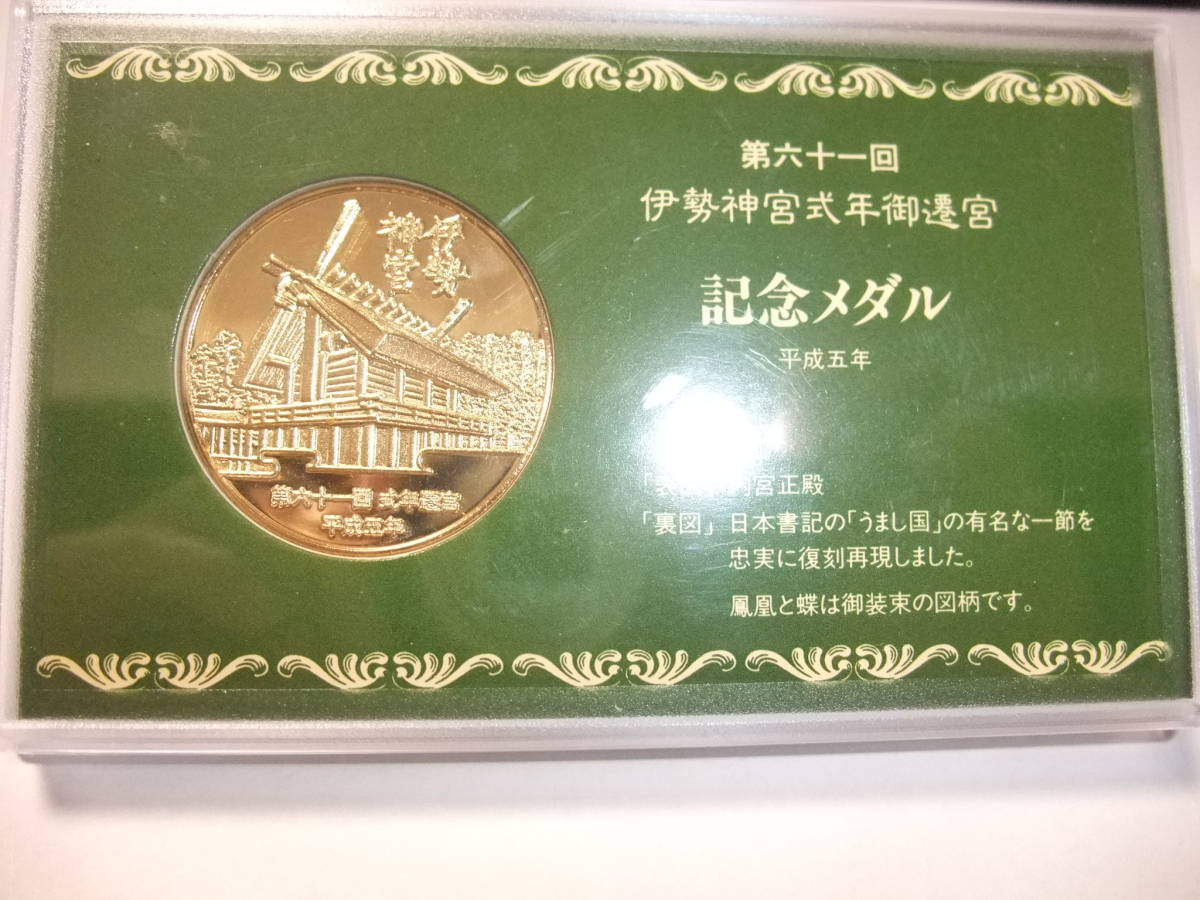 伊勢
神宮
第六十一回 式年遷宮
平成五年
第六十一回
伊勢神宮式年御遷宮
記念メダル
平成五年
宮正殿
「裏図」日本書記の「うまし国」の有名な一節を
忠実に復刻再現しました。
鳳凰と蝶は御装束の図柄です。